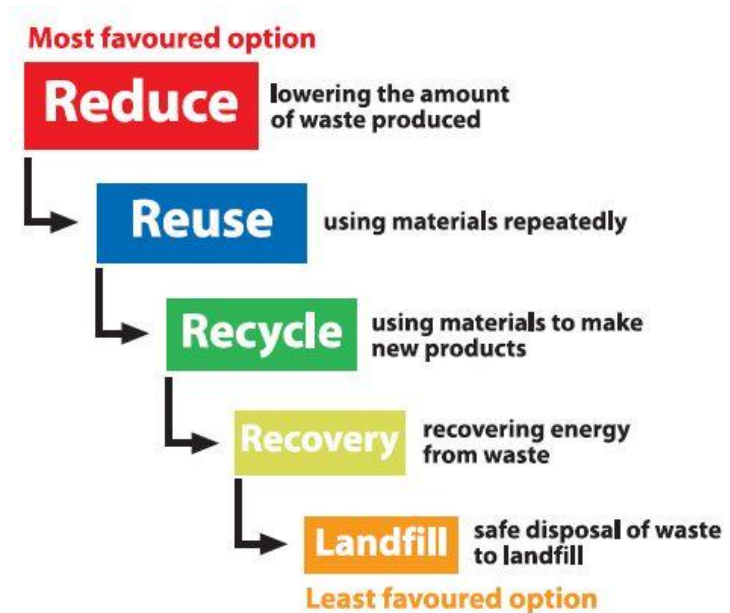 Most favoured option
Reduce
lowering the amount
of waste produced
Reuse
using materials repeatedly
Recycle
using materials to make
new products
Recovery
recovering energy
from waste
Landfill
safe disposal of waste
to landfill
Least favoured option